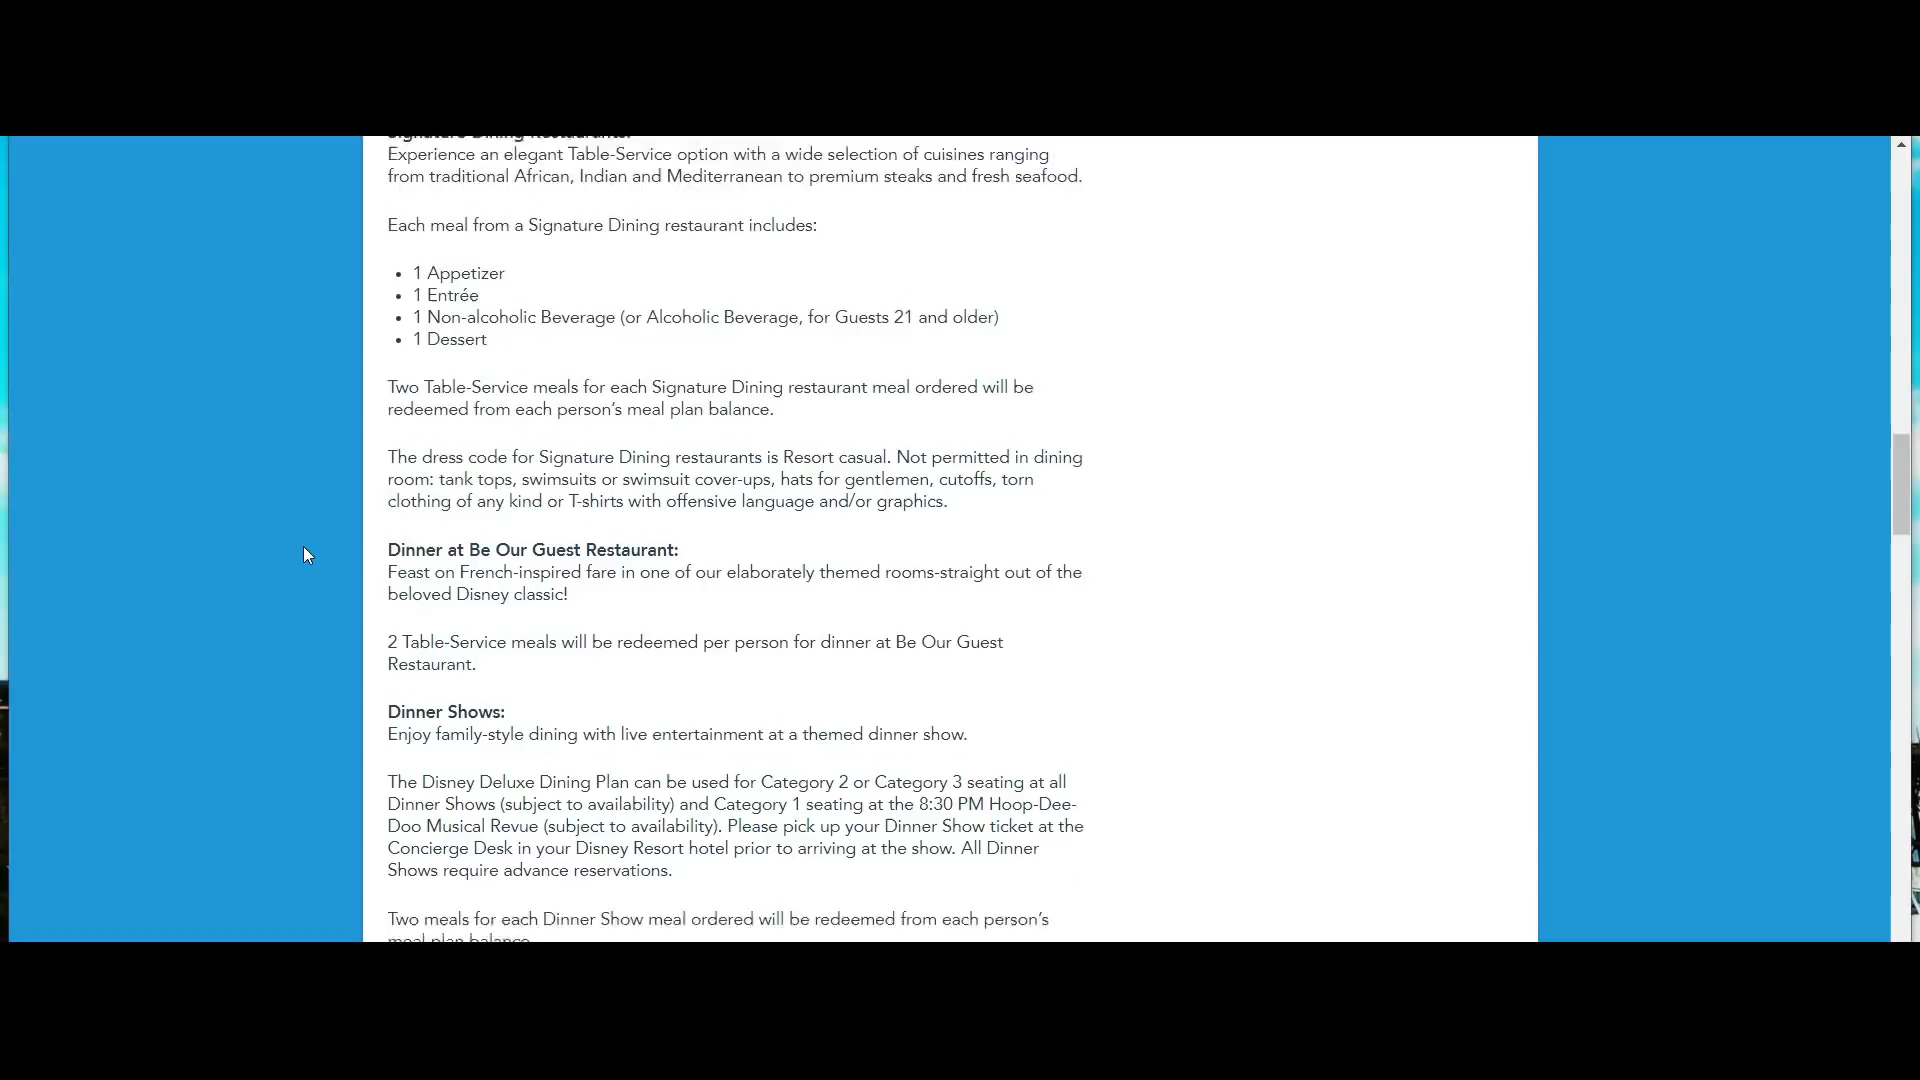 Signature Dining Restaurants:
Experience an elegant Table-Service option with a wide selection of cuisines ranging
from traditional African, Indian and Mediterranean to premium steaks and fresh seafood.
Each meal from a Signature Dining restaurant includes:
• 1 Appetizer
• 1 Entrée
• 1 Non-alcoholic Beverage (or Alcoholic Beverage, for Guests 21 and older)
• 1 Dessert
Two Table-Service meals for each Signature Dining restaurant meal ordered will be
redeemed from each person’s meal plan balance.
The dress code for Signature Dining restaurants is Resort casual. Not permitted in dining
room: tank tops, swimsuits or swimsuit cover-ups, hats for gentlemen, cutoffs, torn
clothing of any kind or T-shirts with offensive language and/or graphics.
Dinner at Be Our Guest Restaurant:
Feast on French-inspired fare in one of our elaborately themed rooms-straight out of the
beloved Disney classic!
2 Table-Service meals will be redeemed per person for dinner at Be Our Guest
Restaurant.
Dinner Shows:
Enjoy family-style dining with live entertainment at a themed dinner show.
The Disney Deluxe Dining Plan can be used for Category 2 or Category 3 seating at all
Dinner Shows (subject to availability) and Category 1 seating at the 8:30 PM Hoop-Dee-
Doo Musical Revue (subject to availability). Please pick up your Dinner Show ticket at the
Concierge Desk in your Disney Resort hotel prior to arriving at the show. All Dinner
Shows require advance reservations.
Two meals for each Dinner Show meal ordered will be redeemed from each person’s
meal plan balance.